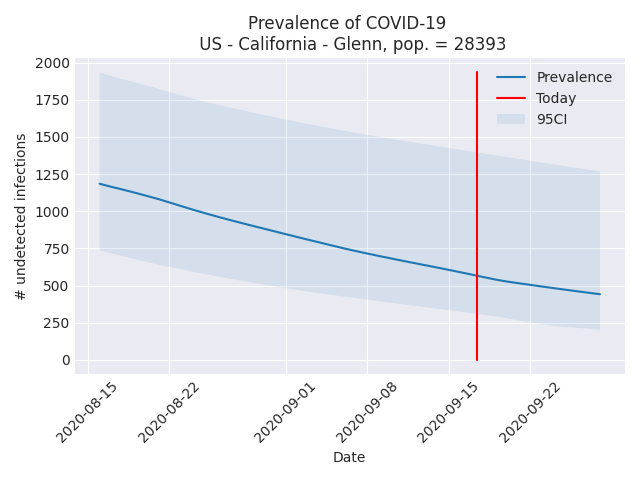 Prevalence of COVID-19
US - California - Glenn, pop. = 28393
2000
1750
1500
1250
1000
750
500
250
0
# undetected infections
Prevalence
Today
95CI
2020-08-15
2020-08-22
2020-09-01
2020-09-08
2020-09-15
2020-09-22
Date